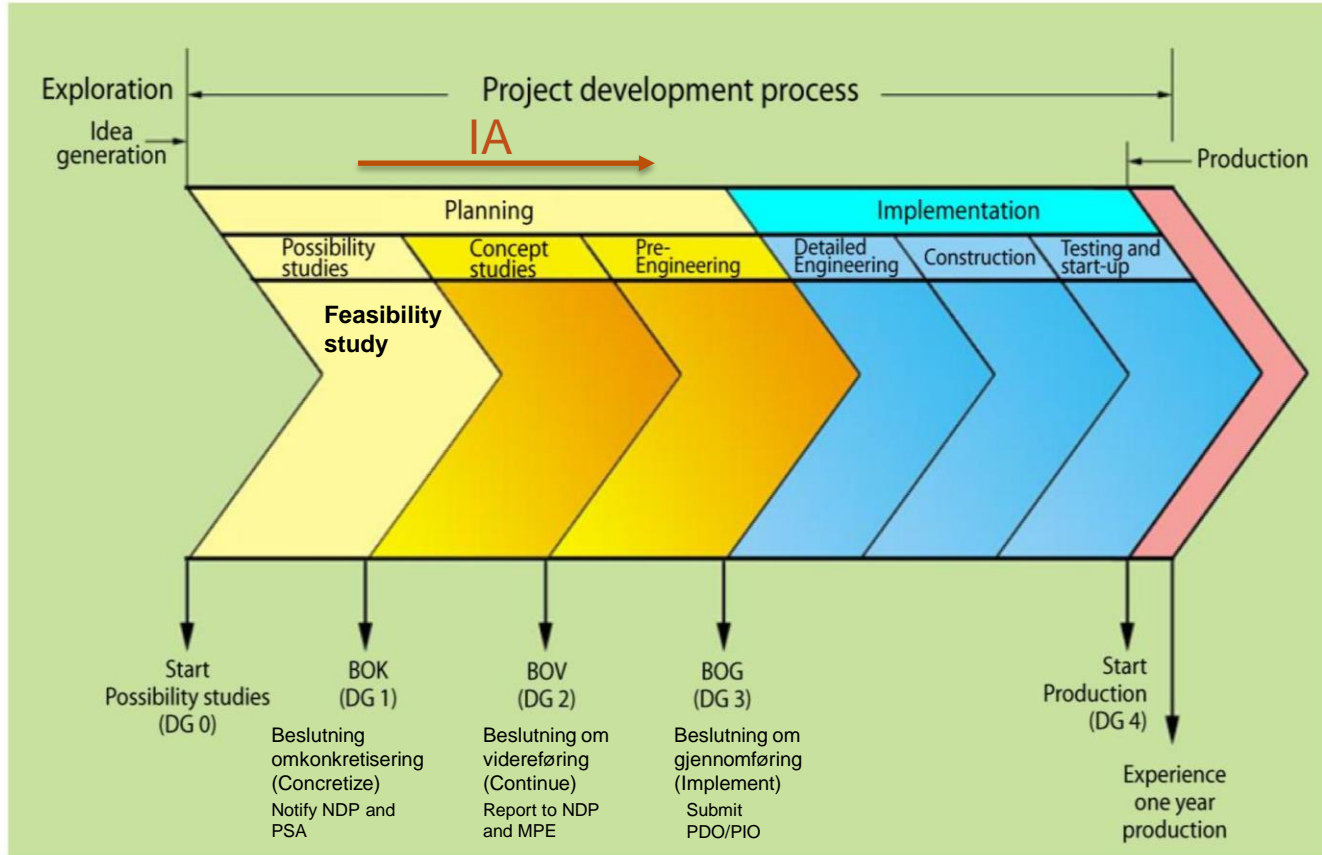 Exploration
Project development process
Idea
generation
IA
Production
Planning
Implementation
Possibility
studies
Concept
studies
Pre-
Engineering
Detailed
Engineering
Construction
Testing and
start-up
Feasibility
study
Start
Possibility studies
(DG 0)
BOK
(DG 1)
Beslutning
omkonkretisering
(Concretize)
Notify NDP and
PSA
BOV
(DG 2)
Beslutning om
videreføring
(Continue)
Report to NDP
and MPE
BOG
(DG 3)
Beslutning om
gjennomføring
(Implement)
Submit
PDO/PIO
Start
Production
(DG 4)
Experience
one year
production